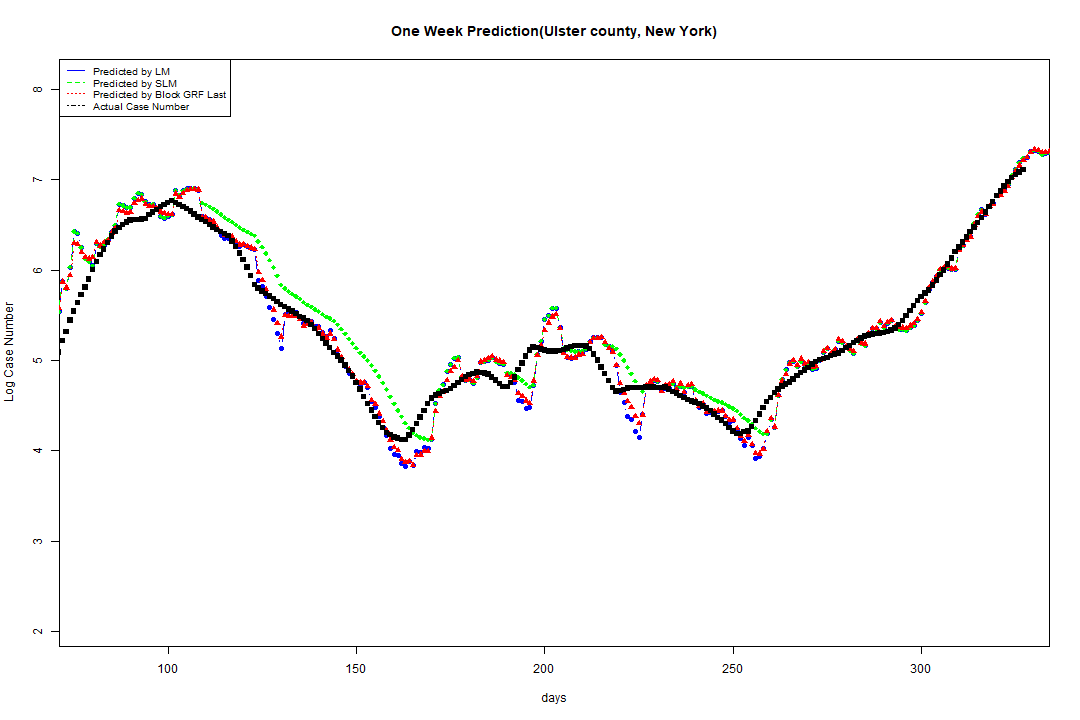 One Week Prediction(Ulster county, New York)
Predicted by LM
Predicted by SLM
Predicted by Block GRF Last
Actual Case Number
8
7
6
5
4
3
2
Log Case Number
100 150 200 250 300
days